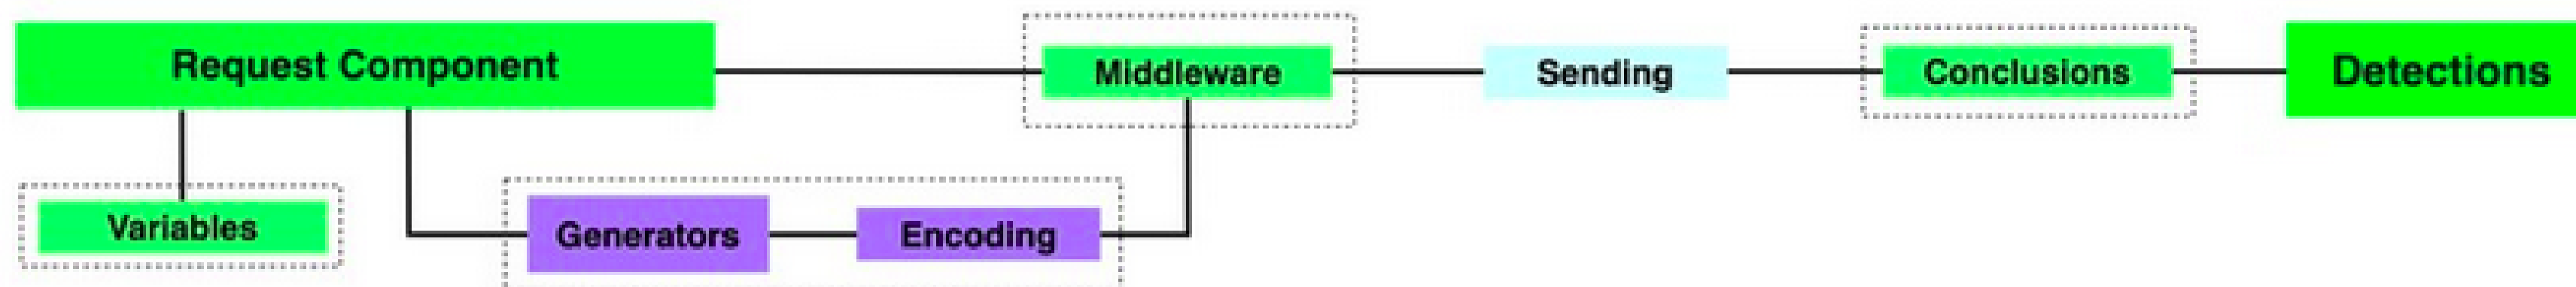 Request Component
Middleware
Sending
Conclusions
Detections
Variables
Generators
Encoding